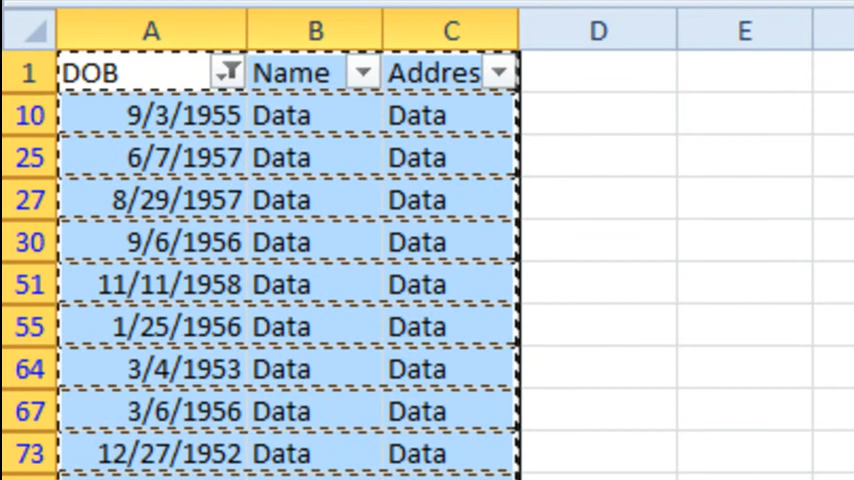 A B C D E
1 DOB Name Addres
10 9/3/1955 Data Data
25 6/7/1957 Data Data
27 8/29/1957 Data Data
30 9/6/1956 Data Data
51 11/11/1958 Data Data
55 1/25/1956 Data Data
64 3/4/1953 Data Data
67 3/6/1956 Data Data
73 12/27/1952 Data Data